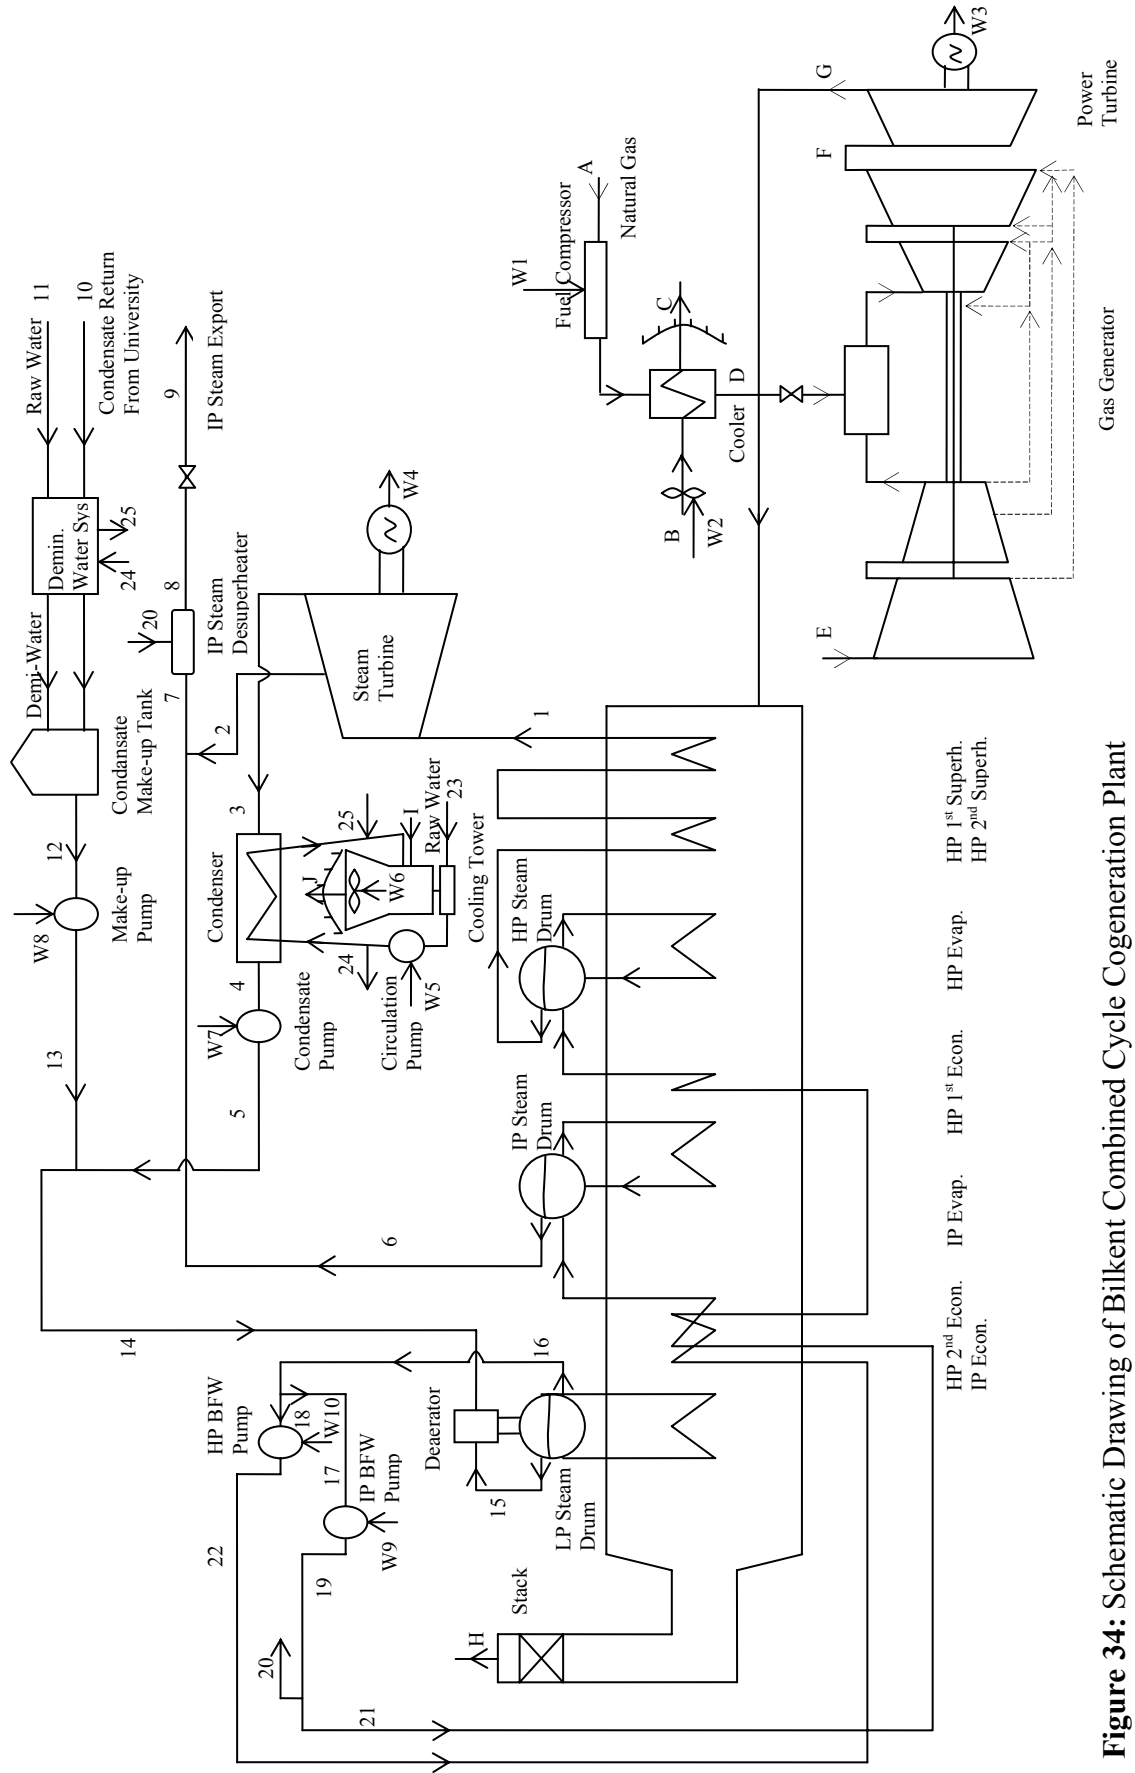 Raw Water 11
10
Condensate Return
From University
Demin.
Water Sys
24
25
Demi-Water
Condansate
Make-up Tank
12
W8
Make-up
Pump
13
9
IP Steam Export
8
20
IP Steam
Desuperheater
7
2
3
Steam
Turbine
W4
1
Condenser
4
W7
Condensate
Pump
5
25
J
I
W6
Raw Water
23
Cooling Tower
24
Circulation
Pump
W5
HP Steam
Drum
IP Steam
Drum
6
14
16
HP BFW
Pump
18
W10
17
IP BFW
Pump
W9
Deaerator
15
LP Steam
Drum
22
19
20
21
H
Stack
W1
Fuel Compressor
A
Natural Gas
C
D
Cooler
B
W2
W3
G
F
E
Power
Turbine
Gas Generator
HP 2nd Econ.
IP Econ.
IP Evap.
HP 1st Econ.
HP Evap.
HP 1st Superh.
HP 2nd Superh.
Figure 34: Schematic Drawing of Bilkent Combined Cycle Cogeneration Plant